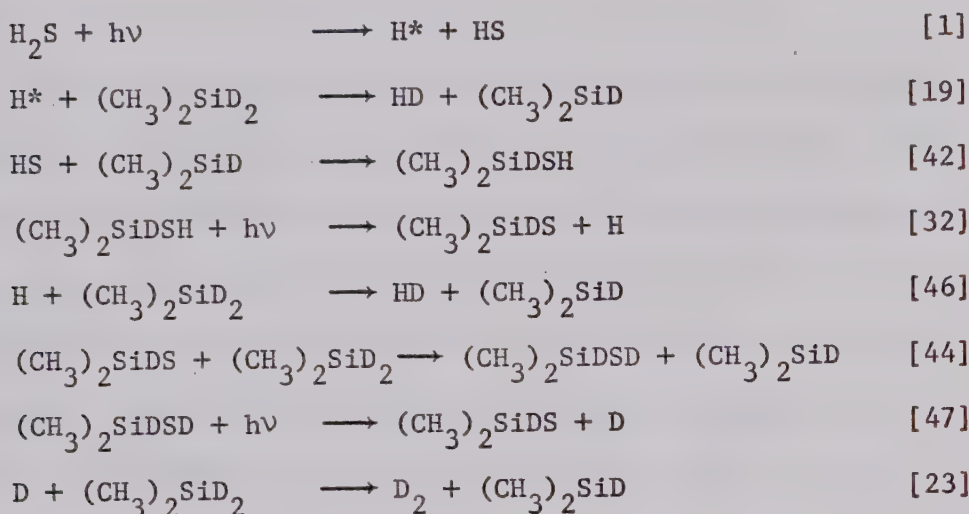 H₂S + hν ⟶ H* + HS [1]
H* + (CH₃)₂SiD₂ ⟶ HD + (CH₃)₂SiD [19]
HS + (CH₃)₂SiD ⟶ (CH₃)₂SiDSH [42]
(CH₃)₂SiDSH + hν ⟶ (CH₃)₂SiDS + H [32]
H + (CH₃)₂SiD₂ ⟶ HD + (CH₃)₂SiD [46]
(CH₃)₂SiDS + (CH₃)₂SiD₂ ⟶ (CH₃)₂SiDSD + (CH₃)₂SiD [44]
(CH₃)₂SiDSD + hν ⟶ (CH₃)₂SiDS + D [47]
D + (CH₃)₂SiD₂ ⟶ D₂ + (CH₃)₂SiD [23]